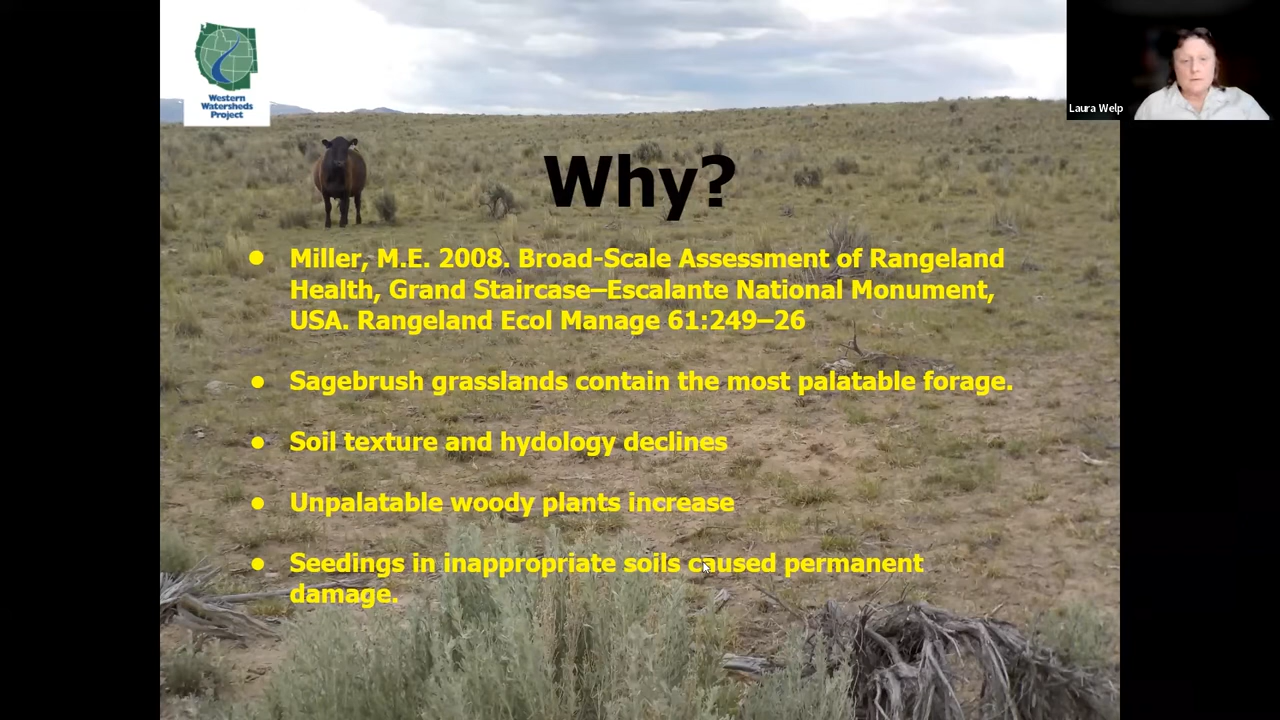 Western
Watersheds
Project
Laura Welp
Why?
• Miller, M.E. 2008. Broad-Scale Assessment of Rangeland
Health, Grand Staircase–Escalante National Monument,
USA. Rangeland Ecol Manage 61:249–26
• Sagebrush grasslands contain the most palatable forage.
• Soil texture and hydology declines
• Unpalatable woody plants increase
• Seedings in inappropriate soils caused permanent
damage.